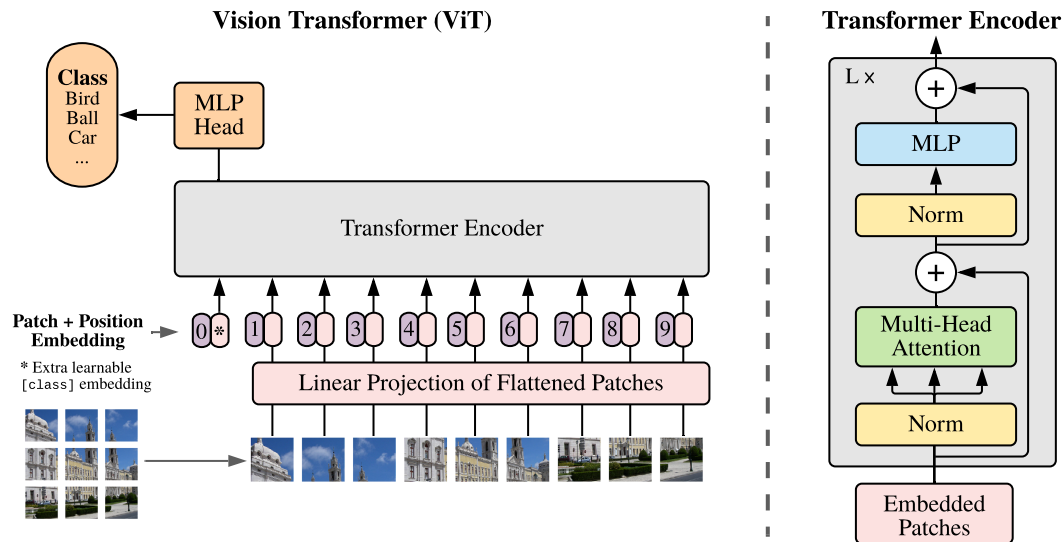 Vision Transformer (ViT)
Class
Bird
Ball
Car
...
MLP
Head
Transformer Encoder
Patch + Position
Embedding
0 * 1 2 3 4 5 6 7 8 9
* Extra learnable
[class] embedding
Linear Projection of Flattened Patches
Transformer Encoder
L ×
+
MLP
Norm
+
Multi-Head
Attention
Norm
Embedded
Patches